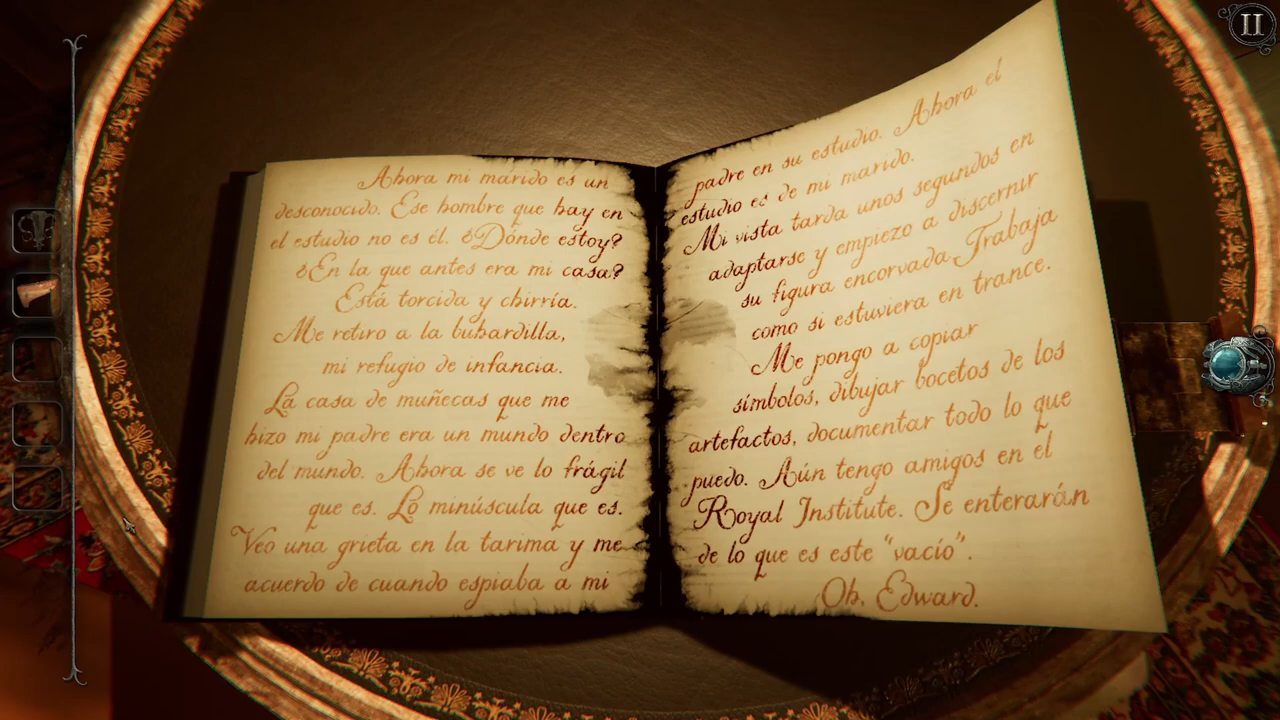 Ahora mi marido es un
desconocido. Ese hombre que hay en
el estudio no es él. ¿Dónde estoy?
¿En la que antes era mi casa?
Está torcida y chirría.
Me retiro a la buhardilla,
mi refugio de infancia.
La casa de muñecas que me
hizo mi padre era un mundo dentro
del mundo. Ahora se ve lo frágil
que es. Lo minúscula que es.
Veo una grieta en la tarima y me
acuerdo de cuando espiaba a mi
padre en su estudio. Ahora el
estudio es de mi marido.
Mi vista tarda unos segundos en
adaptarse y empiezo a discernir
su figura encorvada. Trabaja
como si estuviera en trance.
Me pongo a copiar
símbolos, dibujar bocetos de los
artefactos, documentar todo lo que
puedo. Aún tengo amigos en el
Royal Institute. Se enterarán
de lo que es este "vacío".
Oh, Edward.